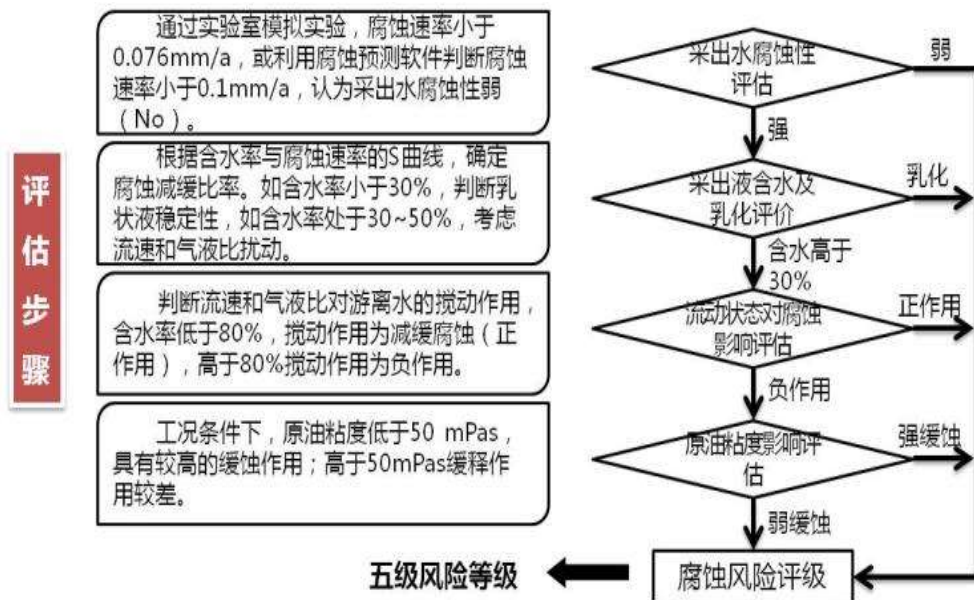 评
估
步
骤
通过实验室模拟实验，腐蚀速率小于
0.076mm/a，或利用腐蚀预测软件判断腐蚀
速率小于0.1mm/a，认为采出水腐蚀性弱
（No）。
根据含水率与腐蚀速率的S曲线，确定
腐蚀减缓比率。如含水率小于30%，判断乳
状液稳定性，如含水率处于30~50%，考虑
流速和气液比扰动。
判断流速和气液比对游离水的搅动作用，
含水率低于80%，搅动作用为减缓腐蚀（正
作用），高于80%搅动作用为负作用。
工况条件下，原油粘度低于50 mPas，
具有较高的缓蚀作用；高于50mPas缓释作
用较差。
采出水腐蚀性
评估
弱
强
采出液含水及
乳化评价
乳化
含水高于
30%
流动状态对腐蚀
影响评估
正作用
负作用
原油粘度影响评
估
强缓蚀
弱缓蚀
腐蚀风险评级
五级风险等级